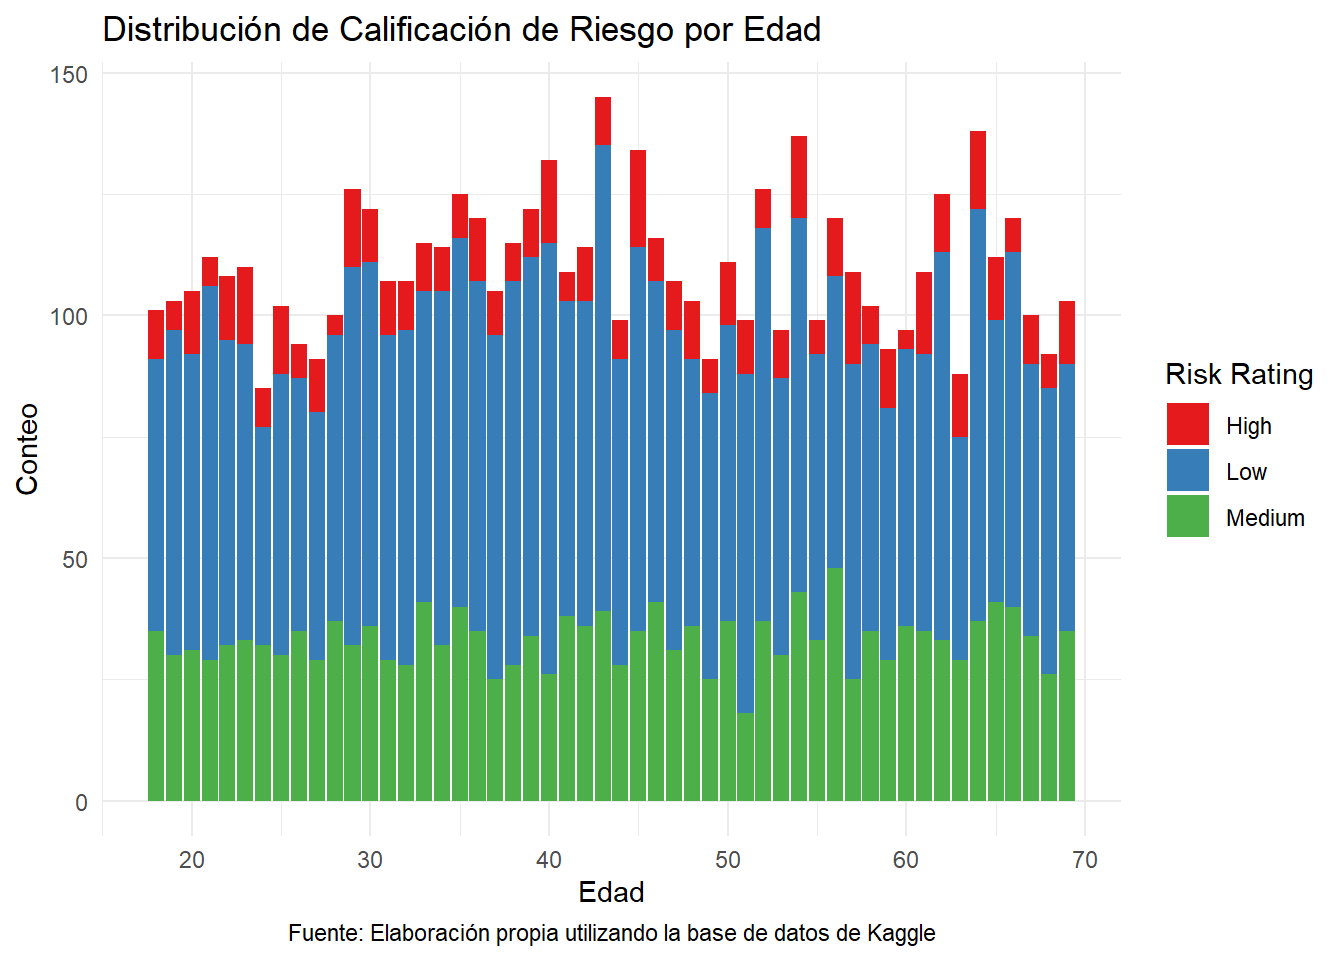 Distribución de Calificación de Riesgo por Edad
150
100
50
0
Conteo
20 30 40 50 60 70
Edad
Risk Rating
High
Low
Medium
Fuente: Elaboración propia utilizando la base de datos de Kaggle